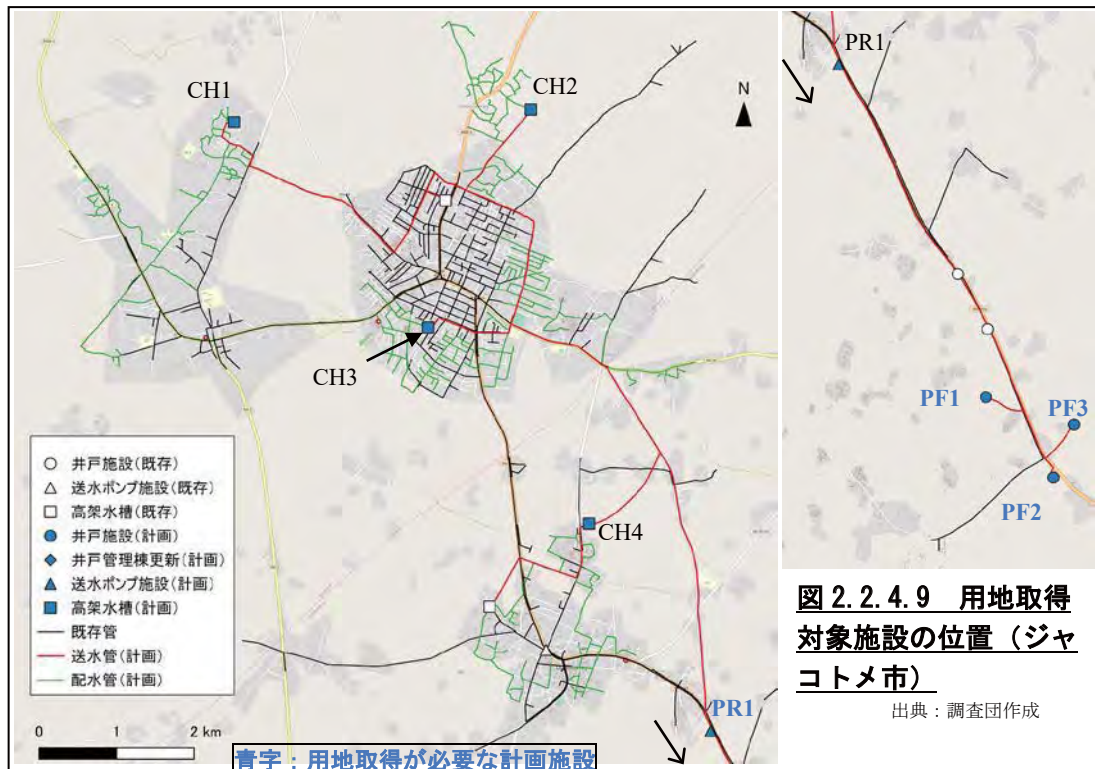 CH1
CH2
N
CH3
CH4
PR1
○ 井戸施設(既存)
△ 送水ポンプ施設(既存)
□ 高架水槽(既存)
● 井戸施設(計画)
◆ 井戸管理棟更新(計画)
▲ 送水ポンプ施設(計画)
■ 高架水槽(計画)
既存管
送水管(計画)
配水管(計画)
0 1 2 km
青字：用地取得が必要な計画施設
PR1
PF1
PF3
PF2
図 2.2.4.9 用地取得
対象施設の位置（ジャ
コトメ市）
出典：調査団作成